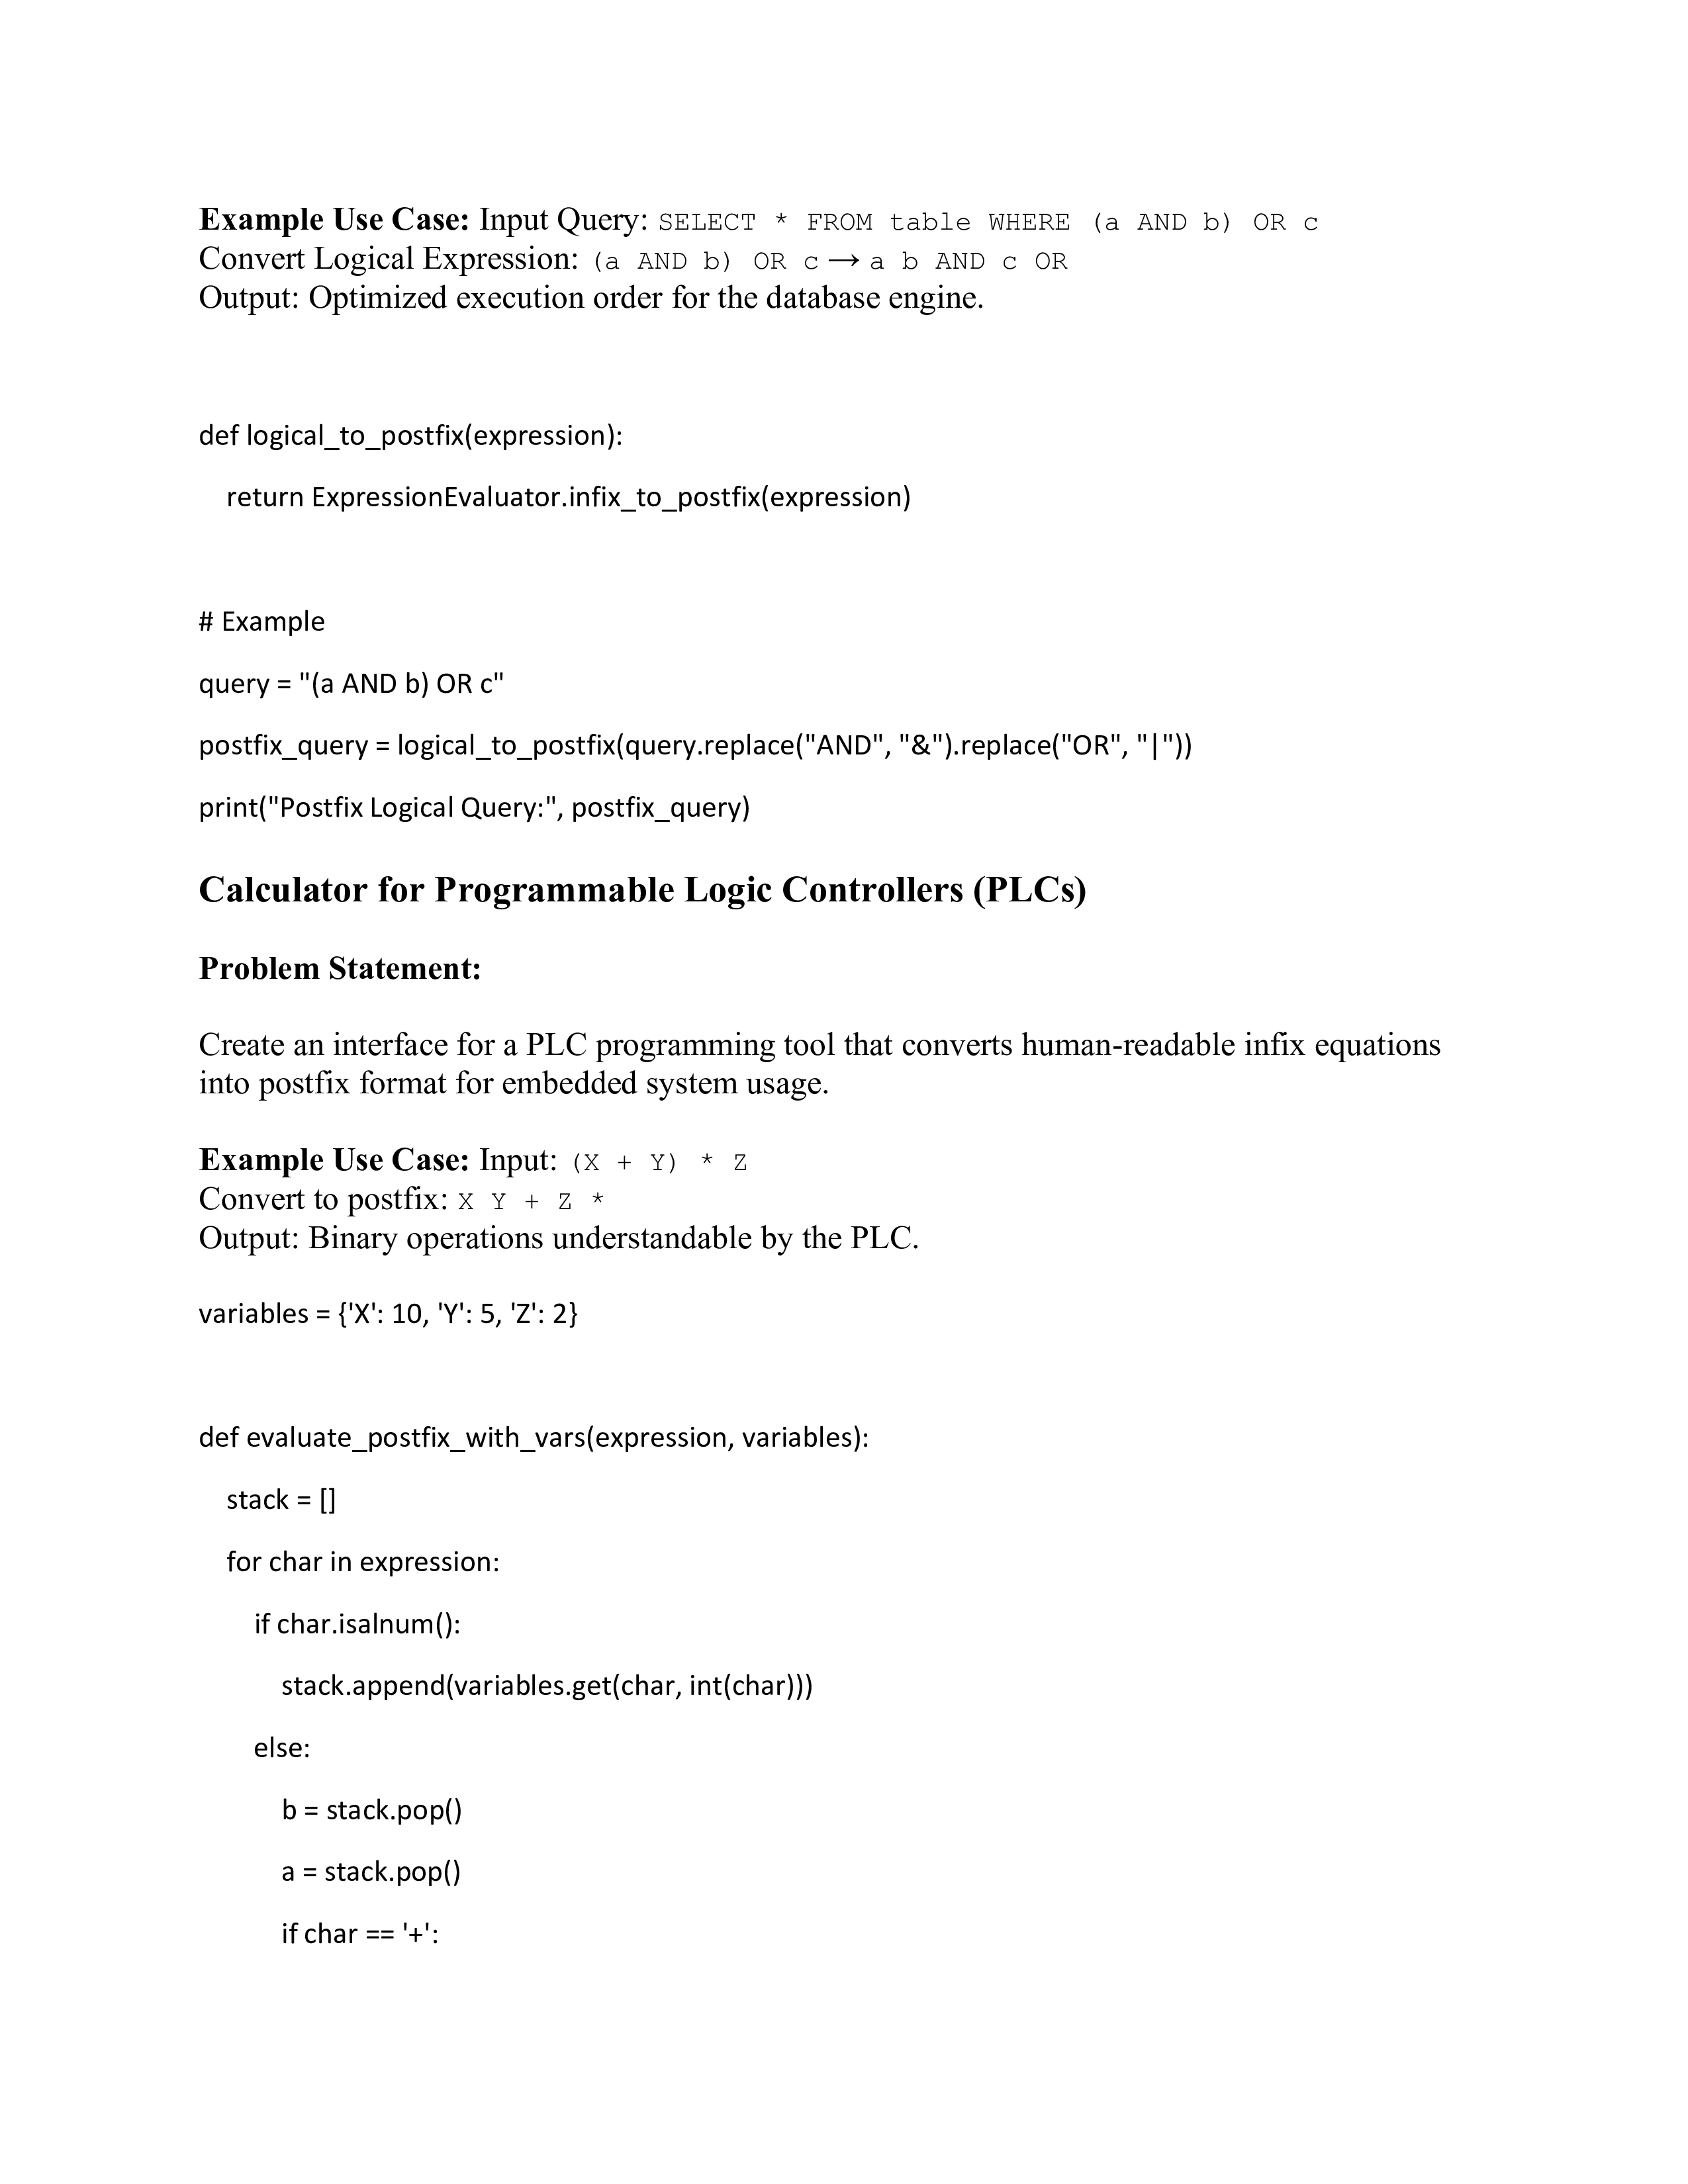 Example Use Case: Input Query: SELECT * FROM table WHERE (a AND b) OR c
Convert Logical Expression: (a AND b) OR c → a b AND c OR
Output: Optimized execution order for the database engine.
def logical_to_postfix(expression):
    return ExpressionEvaluator.infix_to_postfix(expression)
# Example
query = "(a AND b) OR c"
postfix_query = logical_to_postfix(query.replace("AND", "&").replace("OR", "|"))
print("Postfix Logical Query:", postfix_query)
Calculator for Programmable Logic Controllers (PLCs)
Problem Statement:
Create an interface for a PLC programming tool that converts human-readable infix equations
into postfix format for embedded system usage.
Example Use Case: Input: (X + Y) * Z
Convert to postfix: X Y + Z *
Output: Binary operations understandable by the PLC.
variables = {'X': 10, 'Y': 5, 'Z': 2}
def evaluate_postfix_with_vars(expression, variables):
    stack = []
    for char in expression:
        if char.isalnum():
            stack.append(variables.get(char, int(char)))
        else:
            b = stack.pop()
            a = stack.pop()
            if char == '+':